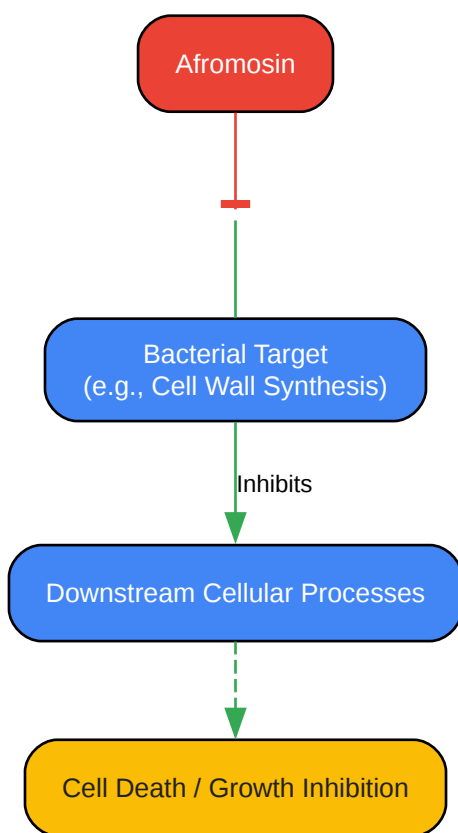 Afromosin
Bacterial Target
(e.g., Cell Wall Synthesis)
Inhibits
Downstream Cellular Processes
Cell Death / Growth Inhibition